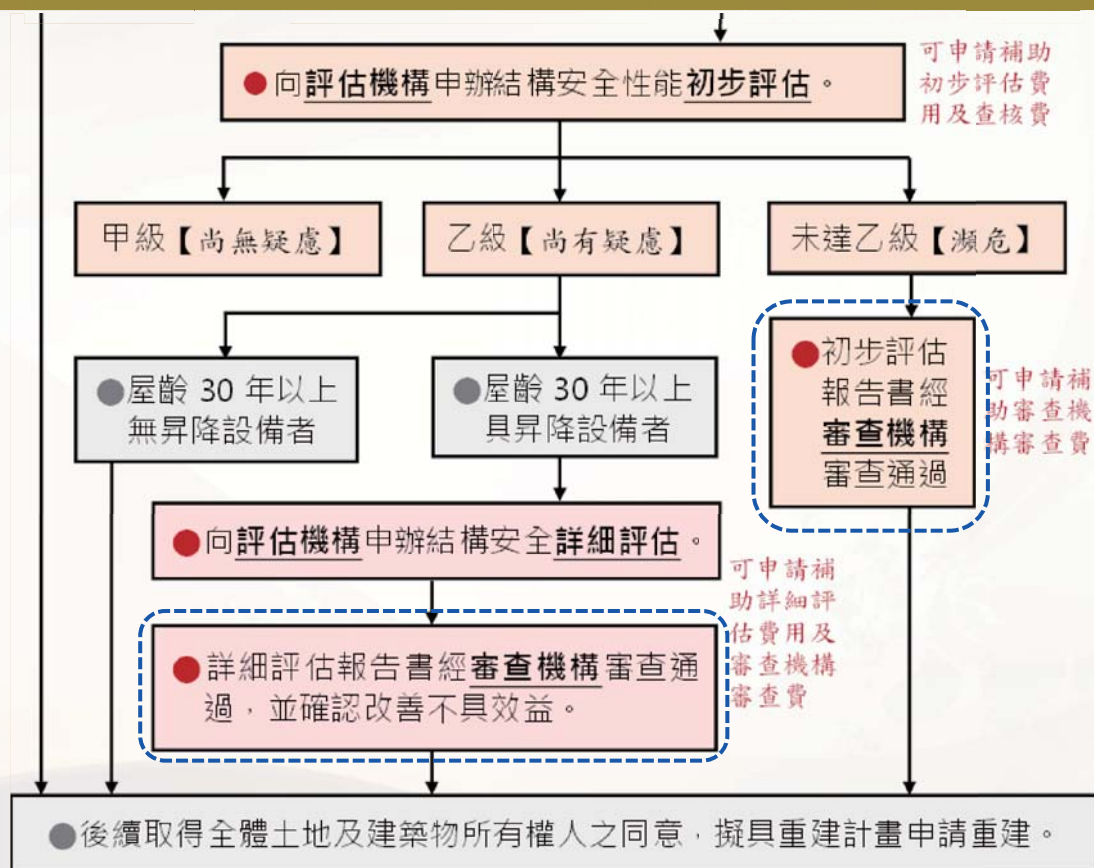 ●向評估機構申辦結構安全性能初步評估。
可申請補助
初步評估費
用及查核費
甲級【尚無疑慮】
乙級【尚有疑慮】
未達乙級【瀕危】
●屋齡 30 年以上
無昇降設備者
●屋齡 30 年以上
具昇降設備者
●初步評估
報告書經
審查機構
審查通過
可申請補
助審查機
構審查費
●向評估機構申辦結構安全詳細評估。
可申請補
助詳細評
估費用及
審查機構
審查費
●詳細評估報告書經審查機構審查通
過，並確認改善不具效益。
●後續取得全體土地及建築物所有權人之同意，擬具重建計畫申請重建。